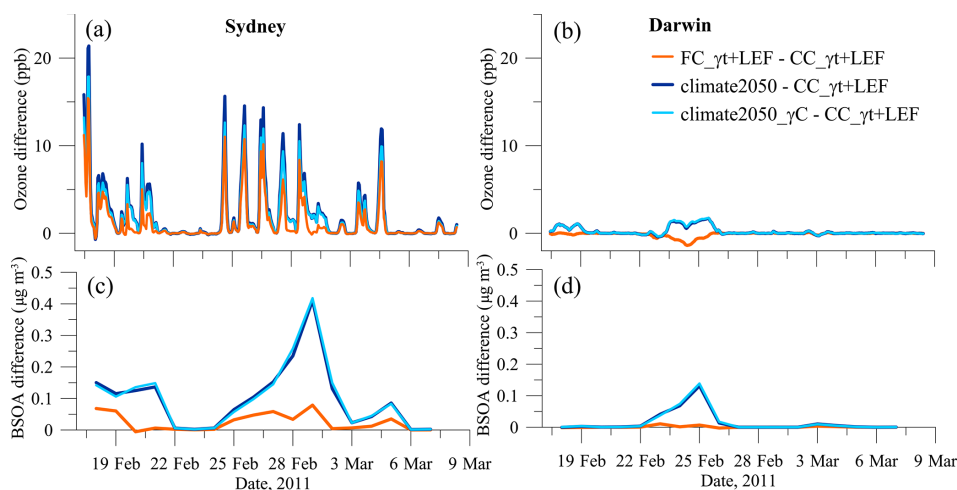 (a)
Sydney
Ozone difference (ppb)
20
10
0
(b)
Darwin
FC_γt+LEF - CC_γt+LEF
climate2050 - CC_γt+LEF
climate2050_γC - CC_γt+LEF
Ozone difference (ppb)
20
10
0
(c)
BSOA difference (μg m⁻³)
0.5
0.4
0.3
0.2
0.1
0
19 Feb 22 Feb 25 Feb 28 Feb 3 Mar 6 Mar 9 Mar
Date, 2011
(d)
BSOA difference (μg m⁻³)
0.5
0.4
0.3
0.2
0.1
0
19 Feb 22 Feb 25 Feb 28 Feb 3 Mar 6 Mar 9 Mar
Date, 2011